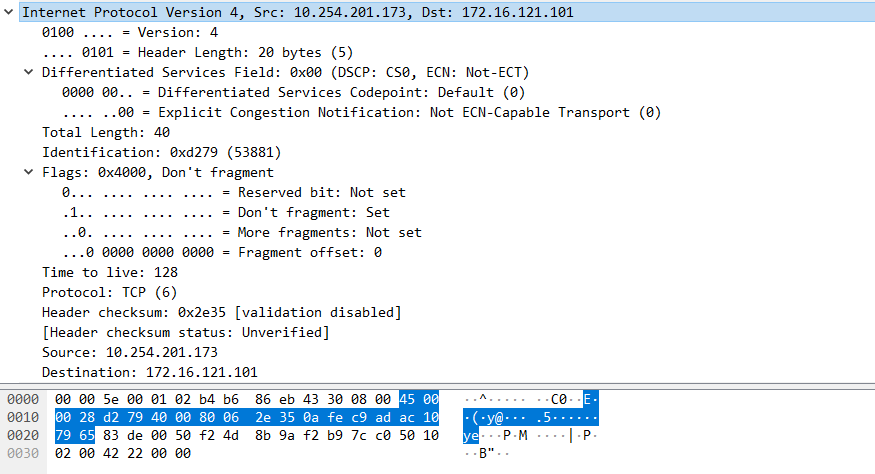 Internet Protocol Version 4, Src: 10.254.201.173, Dst: 172.16.121.101
0100 .... = Version: 4
.... 0101 = Header Length: 20 bytes (5)
Differentiated Services Field: 0x00 (DSCP: CS0, ECN: Not-ECT)
0000 00.. = Differentiated Services Codepoint: Default (0)
.... ..00 = Explicit Congestion Notification: Not ECN-Capable Transport (0)
Total Length: 40
Identification: 0xd279 (53881)
Flags: 0x4000, Don't fragment
0... .... .... .... = Reserved bit: Not set
.1.. .... .... .... = Don't fragment: Set
..0. .... .... .... = More fragments: Not set
...0 0000 0000 0000 = Fragment offset: 0
Time to live: 128
Protocol: TCP (6)
Header checksum: 0x2e35 [validation disabled]
[Header checksum status: Unverified]
Source: 10.254.201.173
Destination: 172.16.121.101
0000 00 00 5e 00 01 02 b4 b6 86 eb 43 30 08 00 45 00 ··^····· ··C0··E·
0010 00 28 d2 79 40 00 80 06 2e 35 0a fe c9 ad ac 10 ·(·y@··· .5······
0020 79 65 83 de 00 50 f2 4d 8b 9a f2 b9 7c c0 50 10 ye···P·M ····|·P·
0030 02 00 42 22 00 00 ··B"··